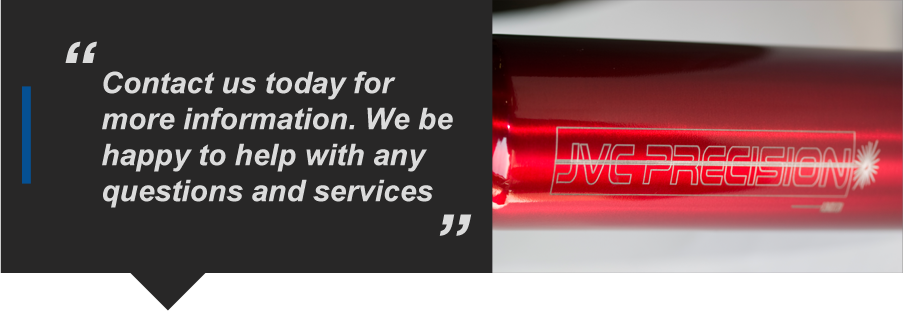 “
Contact us today for
more information. We be
happy to help with any
questions and services
”
JVC PRECISION